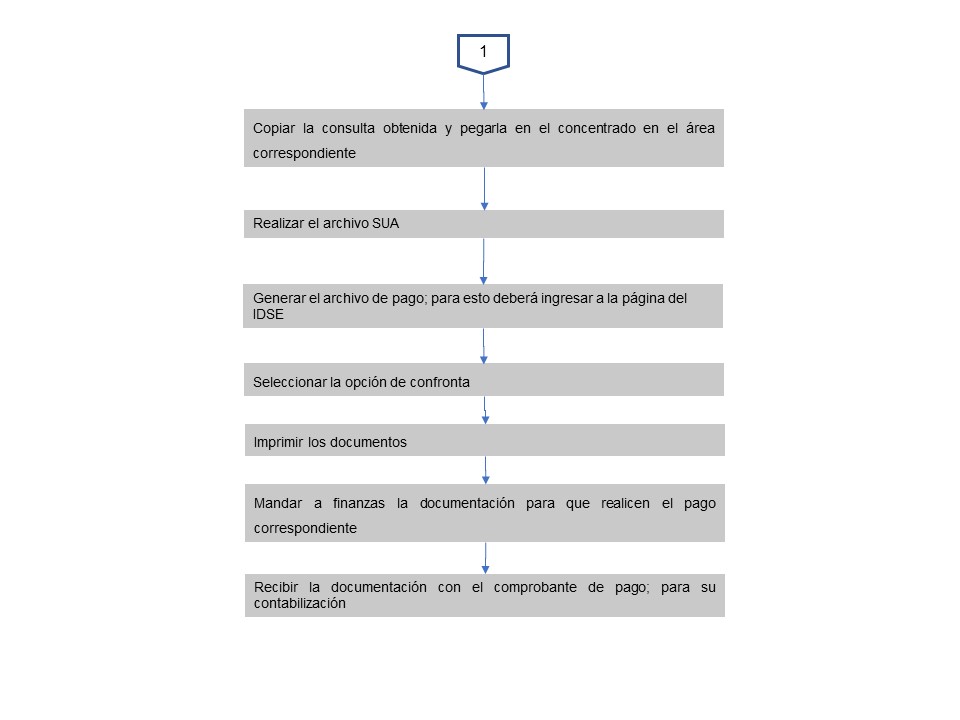 1
Copiar la consulta obtenida y pegarla en el concentrado en el área
correspondiente
Realizar el archivo SUA
Generar el archivo de pago; para esto deberá ingresar a la página del
IDSE
Seleccionar la opción de confronta
Imprimir los documentos
Mandar a finanzas la documentación para que realicen el pago
correspondiente
Recibir la documentación con el comprobante de pago; para su
contabilización